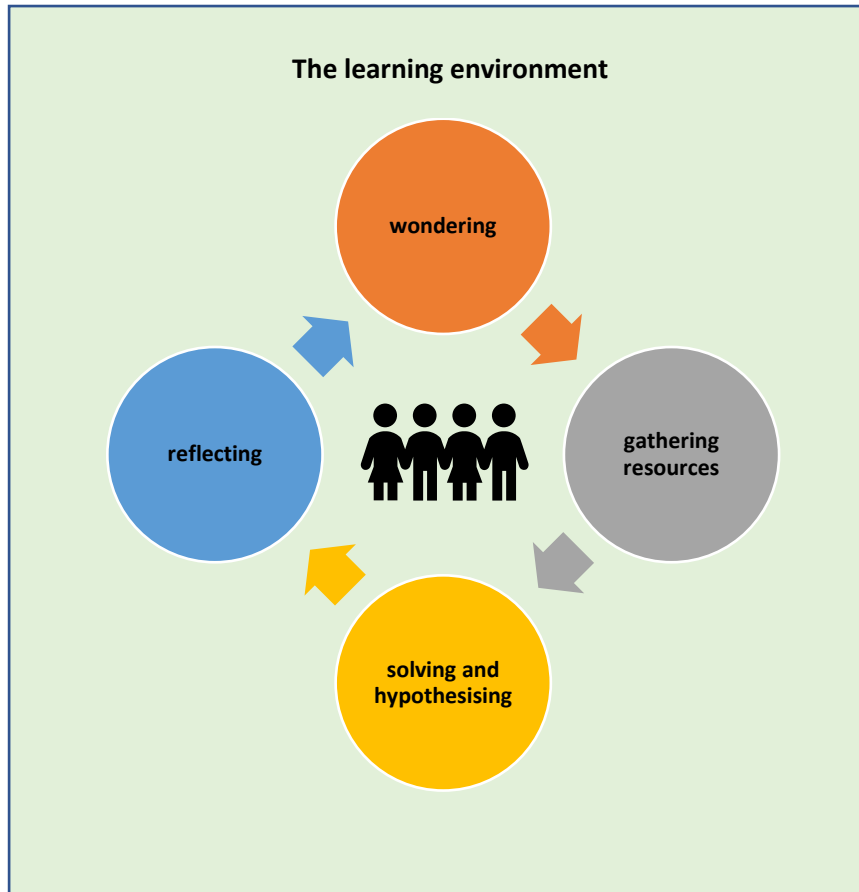 The learning environment
wondering
gathering
resources
solving and
hypothesising
reflecting